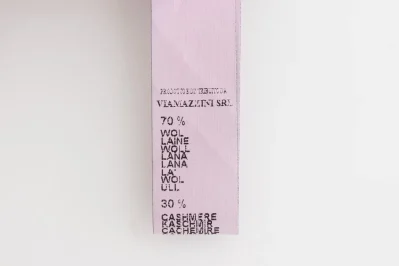 VIAMAZZINI SRL
70 %
WOL
LAINE
WOLL
LANA
LANA
LA'
WOL
ULL
30 %
CASHMERE
KASCHMIR
CACHEMIRE